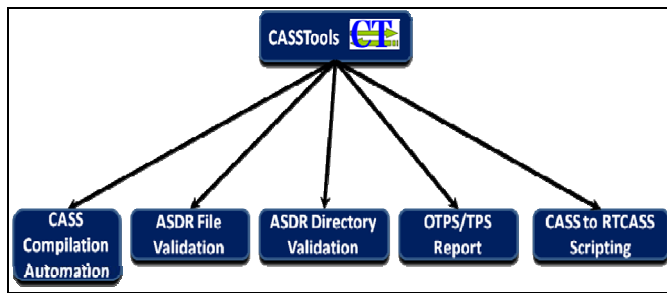 CASSTools CT
CASS
Compilation
Automation
ASDR File
Validation
ASDR Directory
Validation
OTPS/TPS
Report
CASS to RTCASS
Scripting